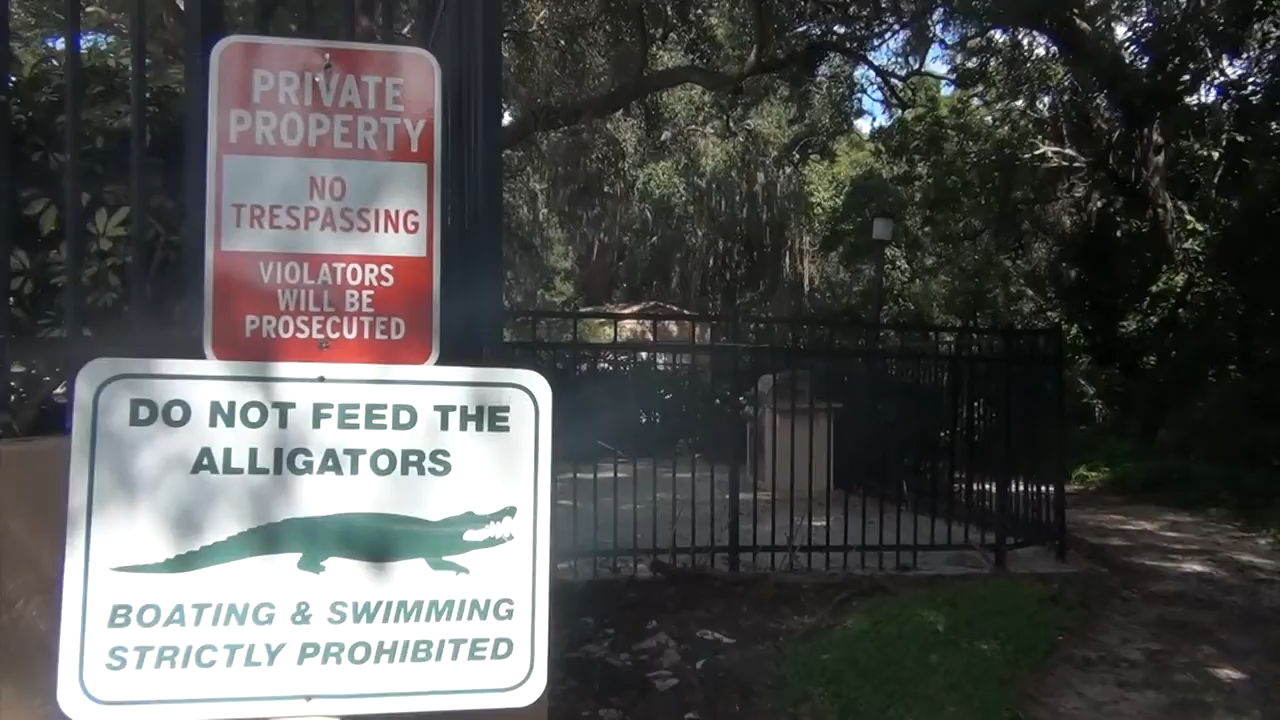 PRIVATE
PROPERTY
NO
TRESPASSING
VIOLATORS
WILL BE
PROSECUTED
DO NOT FEED THE
ALLIGATORS
BOATING & SWIMMING
STRICTLY PROHIBITED